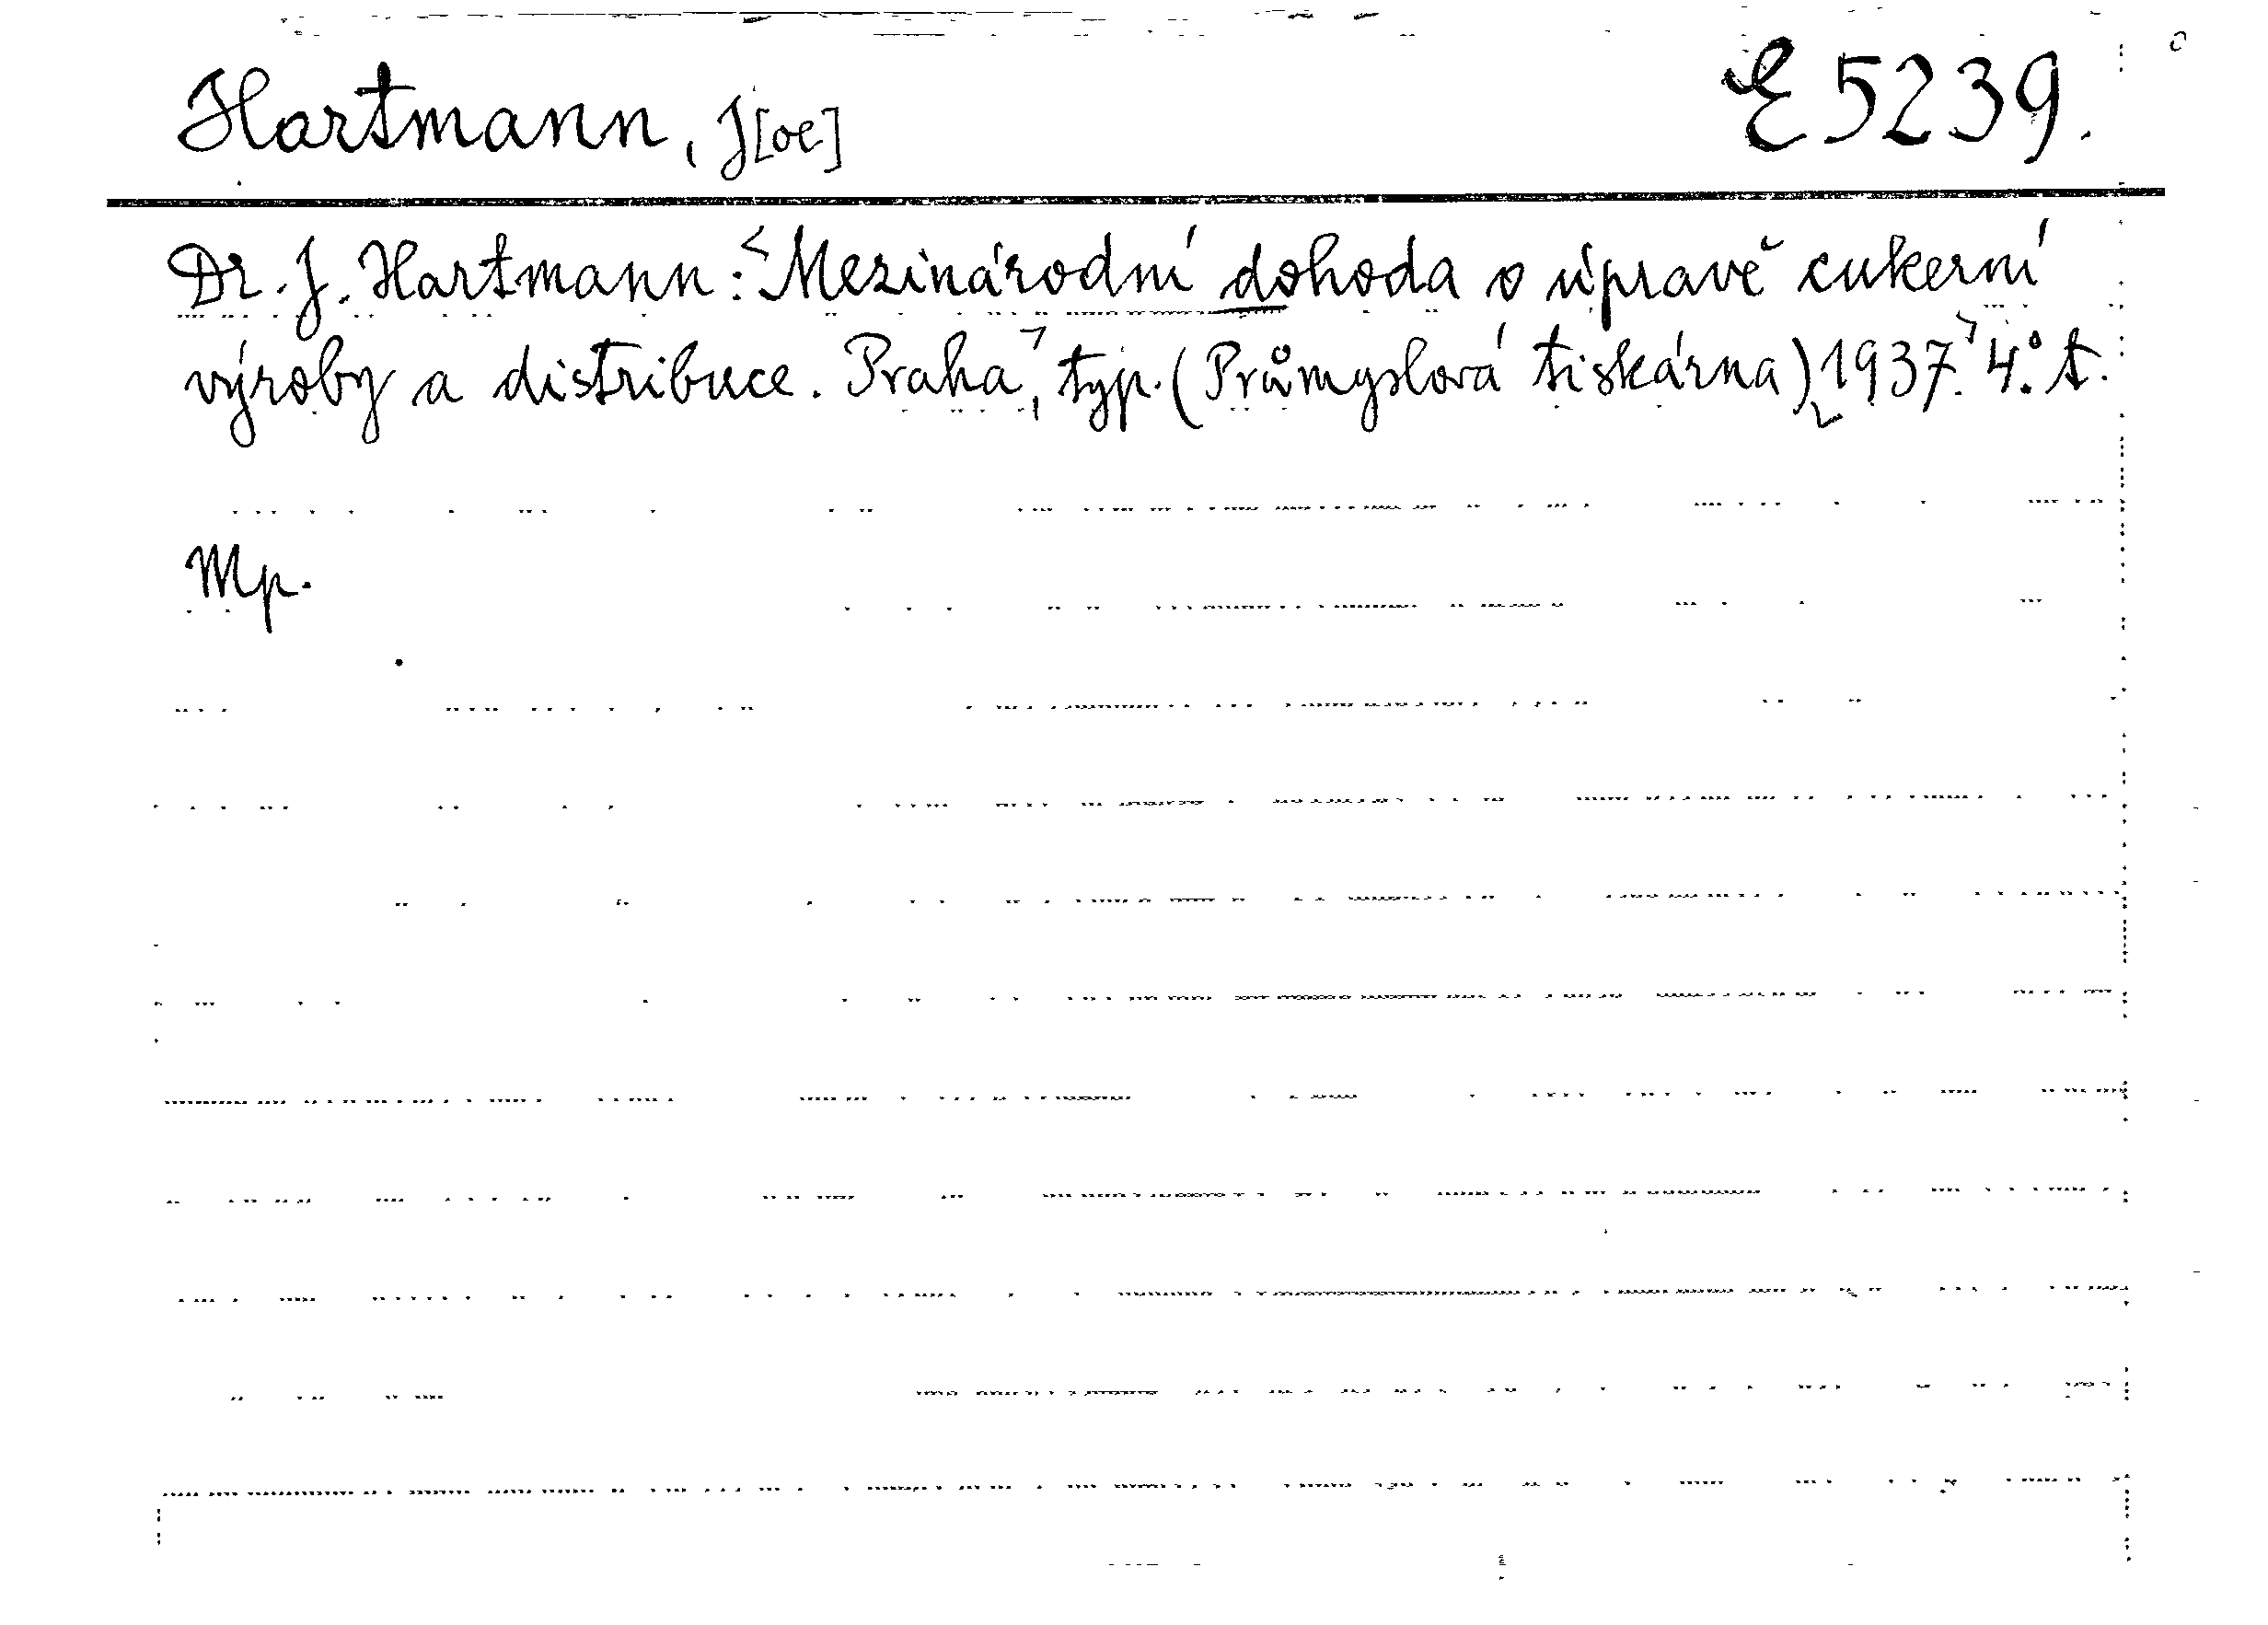 Hartmann, J[oe] E 5239.
Dr. J. Hartmann: <Mezinárodní dohoda o úpravě cukerní
výroby a distribuce. Praha>, typ. (Průmyslová tiskárna) 1937.> 4.° t.
Mp.